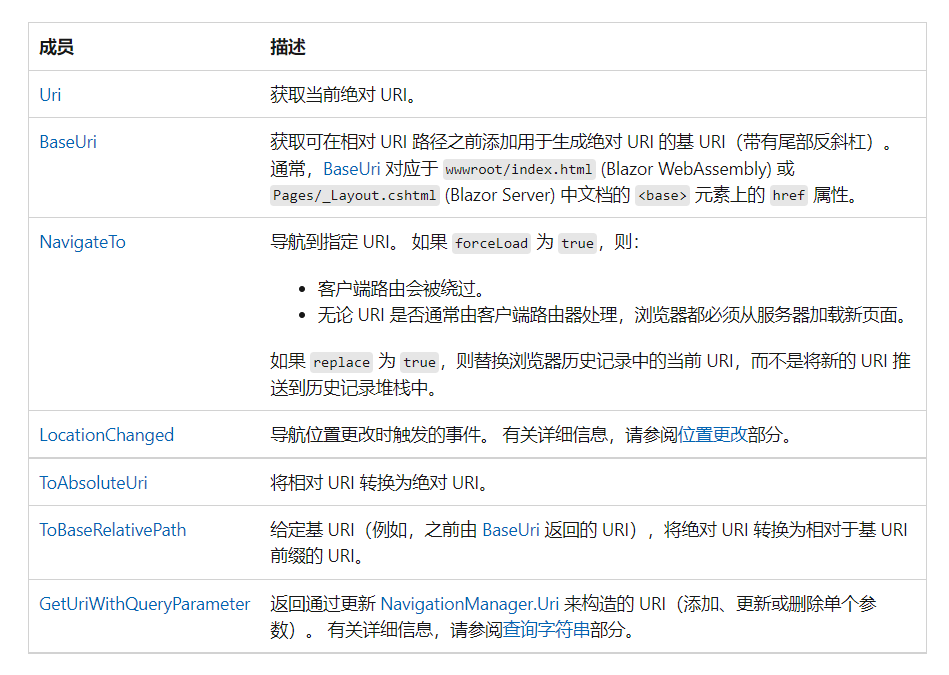 成员 描述
Uri 获取当前绝对 URI。
BaseUri 获取可在相对 URI 路径之前添加用于生成绝对 URI 的基 URI（带有尾部反斜杠）。
通常，BaseUri 对应于 wwwroot/index.html (Blazor WebAssembly) 或
Pages/_Layout.cshtml (Blazor Server) 中文档的 <base> 元素上的 href 属性。
NavigateTo 导航到指定 URI。 如果 forceLoad 为 true，则：
• 客户端路由会被绕过。
• 无论 URI 是否通常由客户端路由器处理，浏览器都必须从服务器加载新页面。
如果 replace 为 true，则替换浏览器历史记录中的当前 URI，而不是将新的 URI 推
送到历史记录堆栈中。
LocationChanged 导航位置更改时触发的事件。 有关详细信息，请参阅位置更改部分。
ToAbsoluteUri 将相对 URI 转换为绝对 URI。
ToBaseRelativePath 给定基 URI（例如，之前由 BaseUri 返回的 URI），将绝对 URI 转换为相对于基 URI
前缀的 URI。
GetUriWithQueryParameter 返回通过更新 NavigationManager.Uri 来构造的 URI（添加、更新或删除单个参
数）。 有关详细信息，请参阅查询字符串部分。